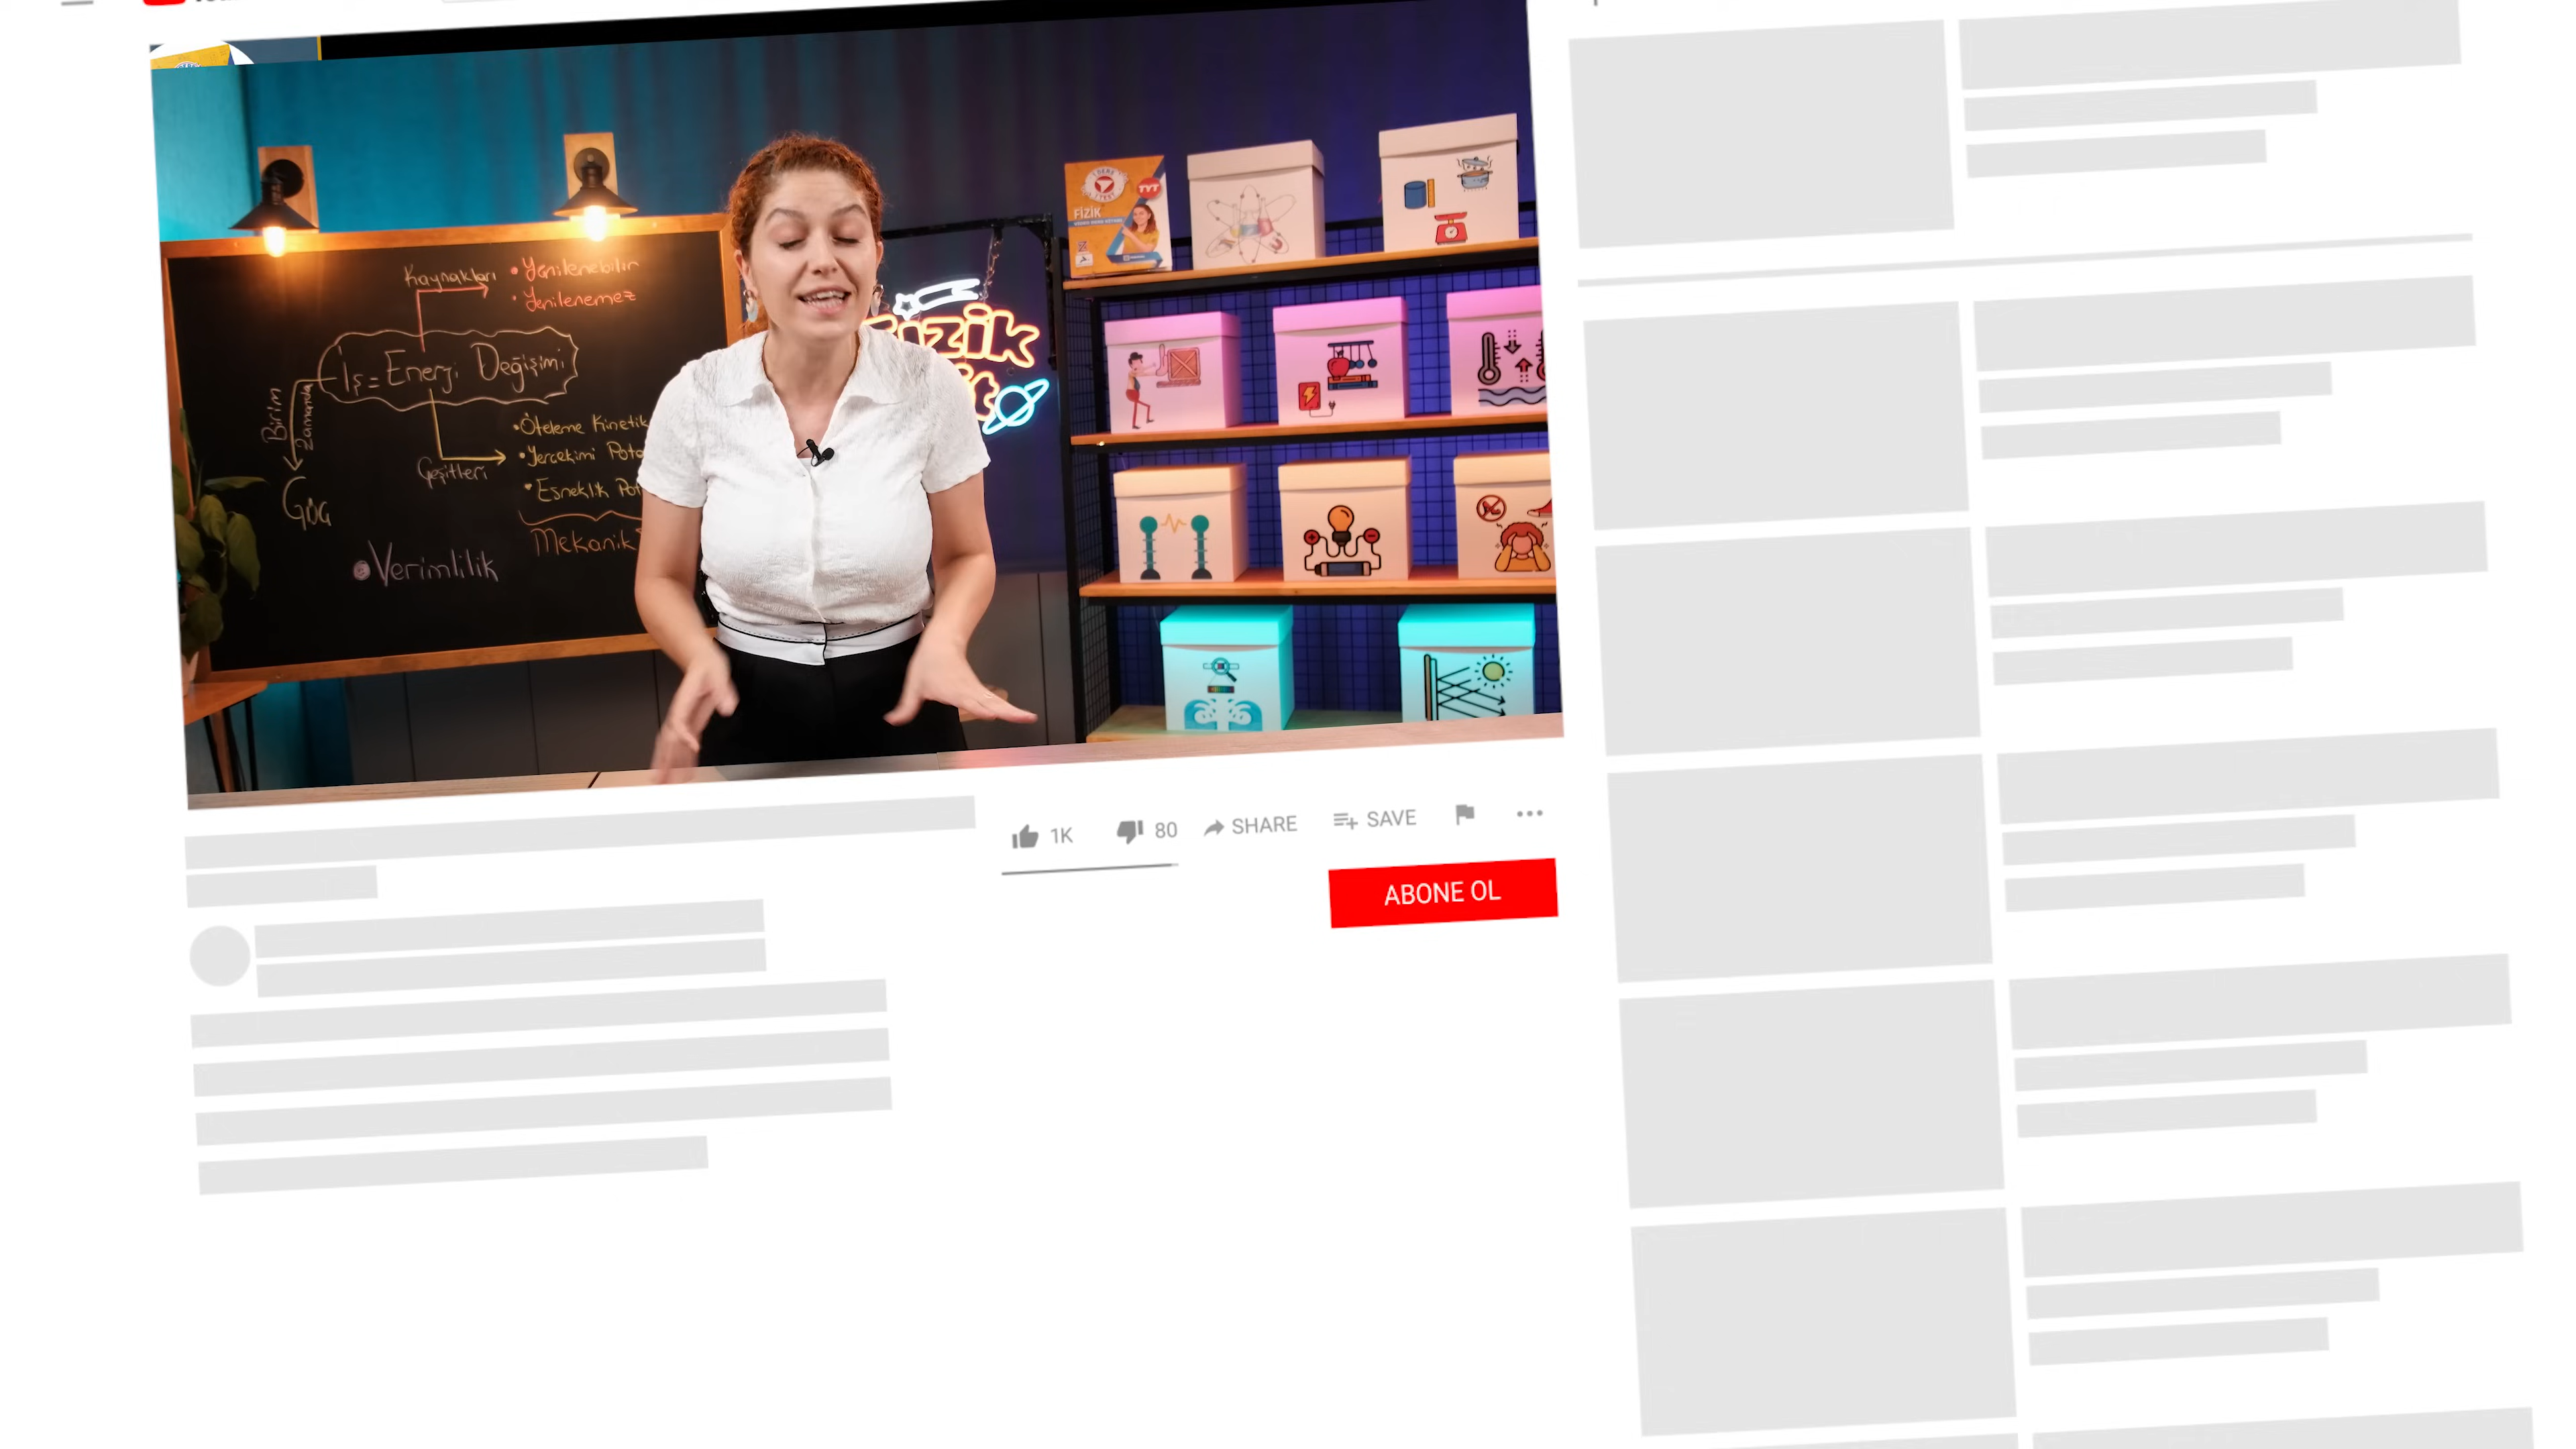 Kaynakları
• Yenilenebilir
• Yenilenemez
İş = Enerji Değişimi
Birim
Zamanda
Güç
Çeşitleri
• Öteleme Kinetik
• Yerçekimi Pot
• Esneklik Pot
Mekanik
• Verimlilik
Fizik
TYT
FİZİK
1K
80
SHARE
SAVE
ABONE OL